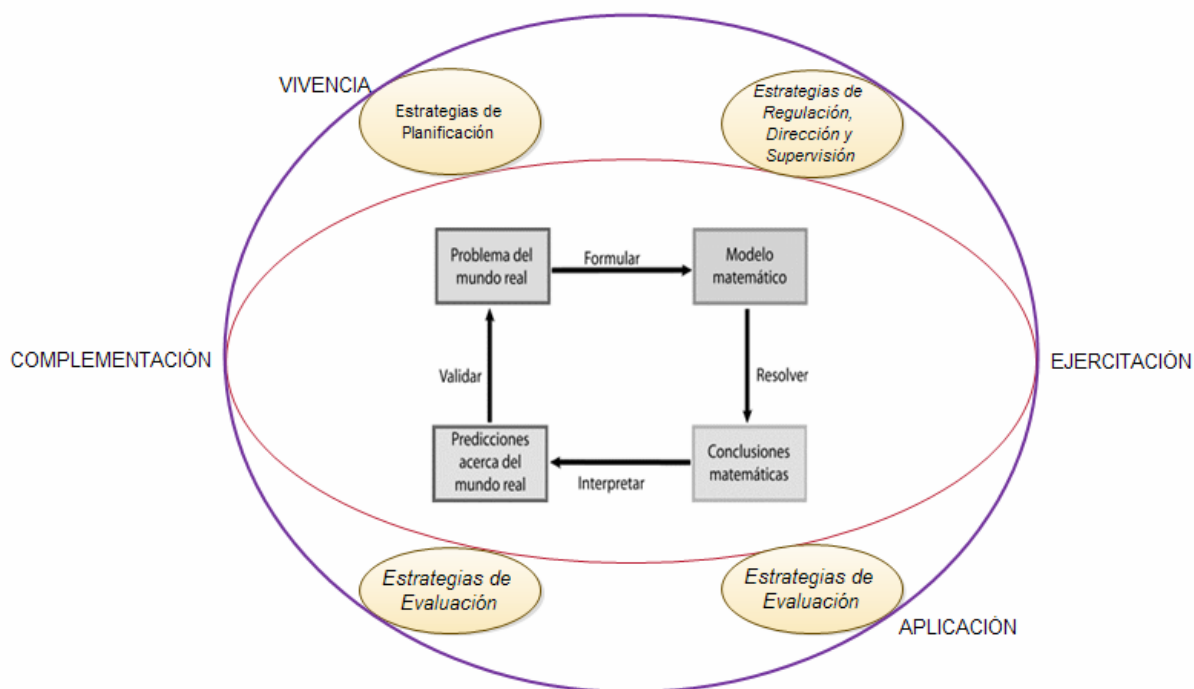 VIVENCIA
Estrategias de
Planificación
Estrategias de
Regulación,
Dirección y
Supervisión
Problema del
mundo real
Formular
Modelo
matemático
COMPLEMENTACIÓN
Validar
Resolver
EJERCITACIÓN
Predicciones
acerca del
mundo real
Interpretar
Conclusiones
matemáticas
Estrategias de
Evaluación
Estrategias de
Evaluación
APLICACIÓN